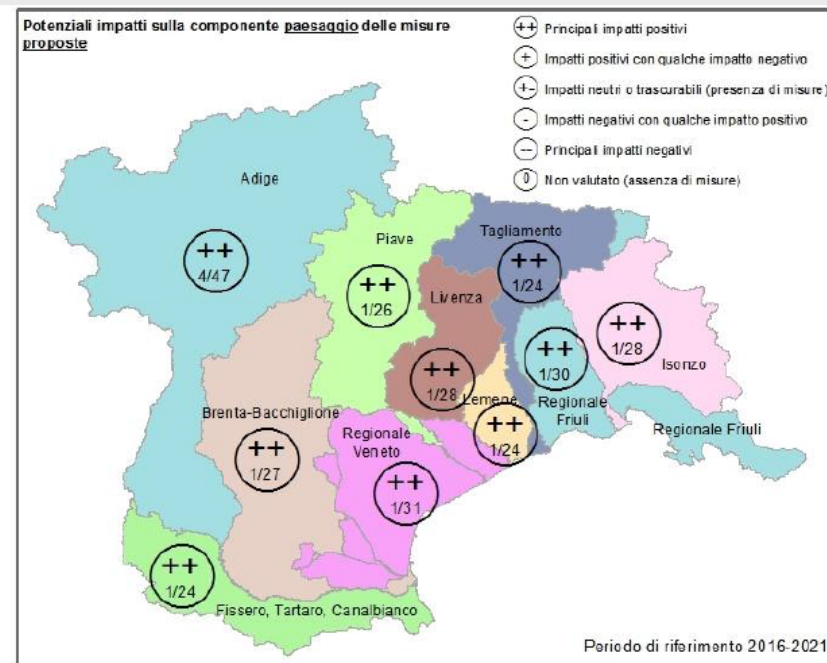 Potenziali impatti sulla componente paesaggio delle misure
proposte
++ Principali impatti positivi
+ Impatti positivi con qualche impatto negativo
+- Impatti neutri o trascurabili (presenza di misure)
- Impatti negativi con qualche impatto positivo
-- Principali impatti negativi
0 Non valutato (assenza di misure)
Adige
++
4/47
Piave
++
1/26
Tagliamento
++
1/24
Livenza
++
1/28
Lemene
++
1/24
++
1/30
Regionale
Friuli
++
1/28
Isonzo
Regionale Friuli
Brenta-Bacchiglione
++
1/27
Regionale
Veneto
++
1/31
++
1/24
Fissero, Tartaro, Canalbianco
Periodo di riferimento 2016-2021